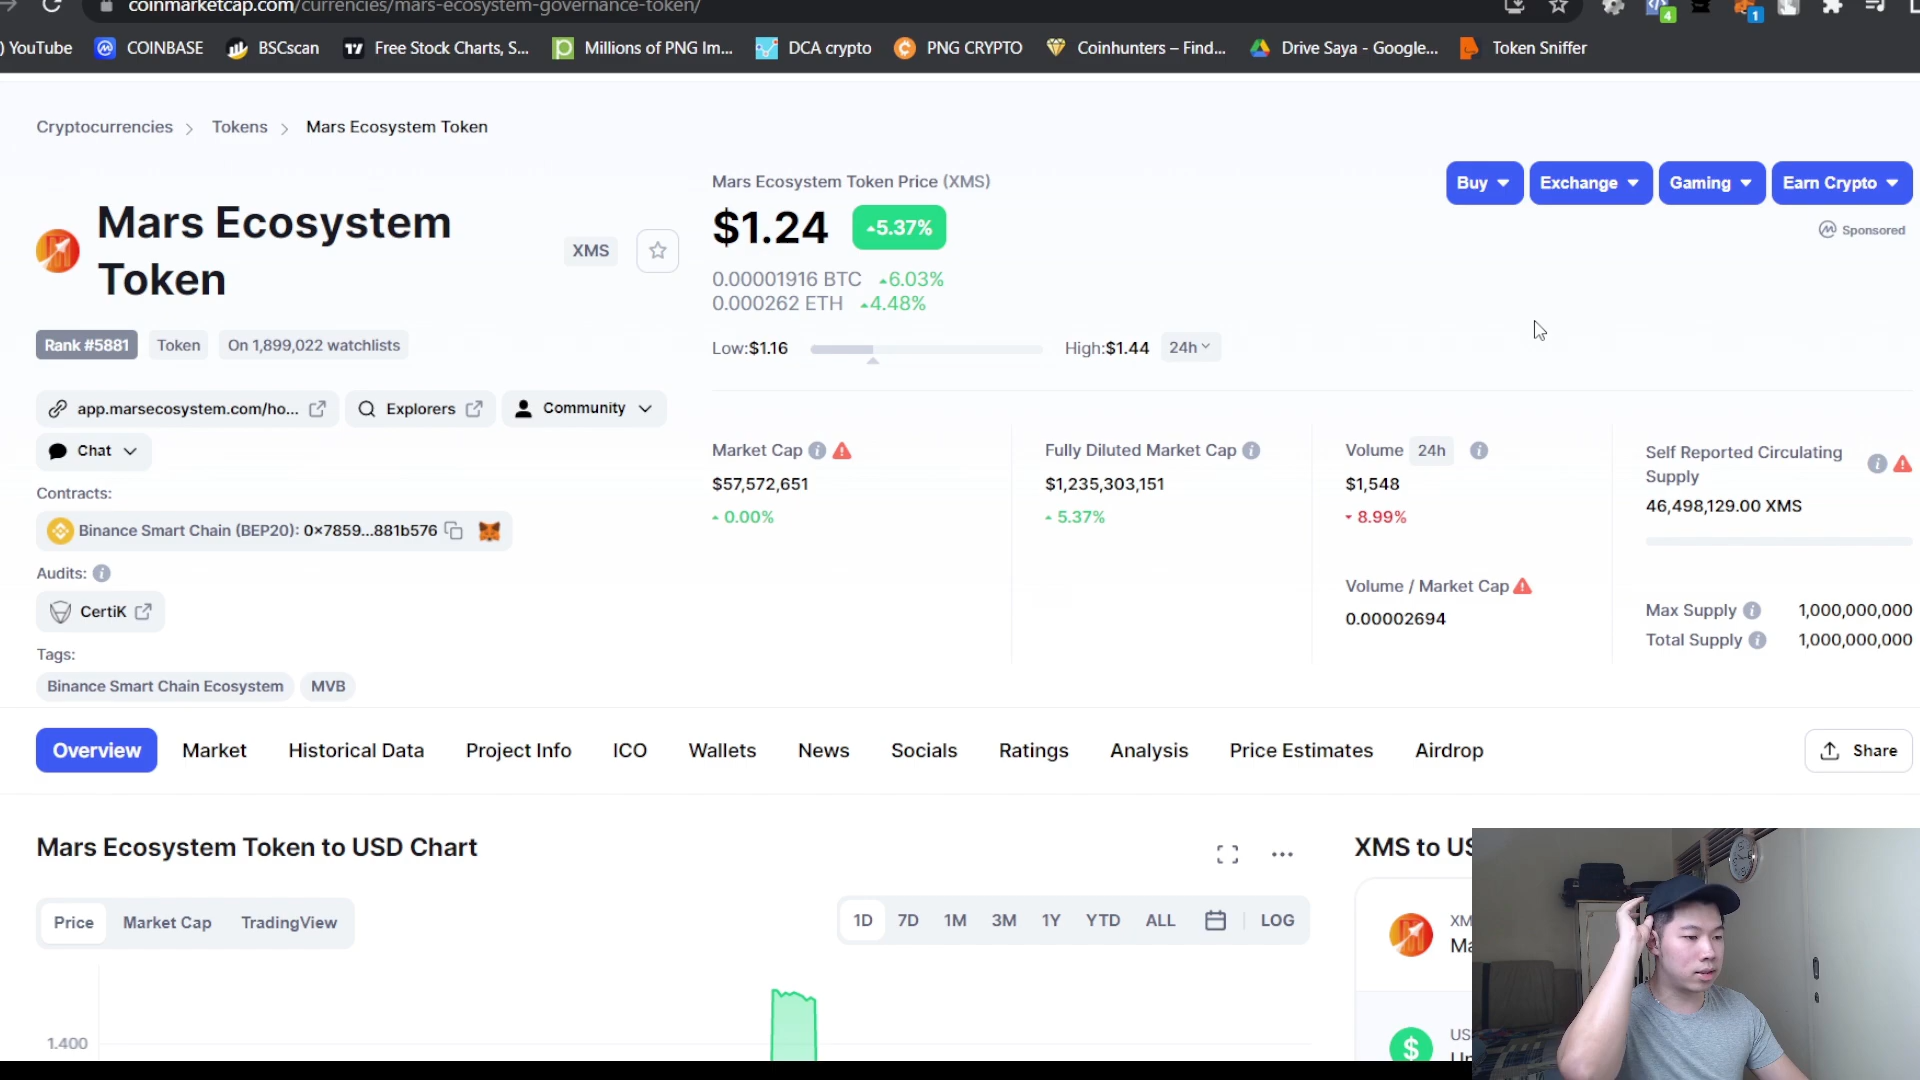 coinmarketcap.com/currencies/mars-ecosystem-governance-token/
4
1
YouTube
COINBASE
BSCscan
Free Stock Charts, S...
Millions of PNG Im...
DCA crypto
PNG CRYPTO
Coinhunters – Find...
Drive Saya - Google...
Token Sniffer
Cryptocurrencies > Tokens > Mars Ecosystem Token
Mars Ecosystem
Token
XMS
Rank #5881
Token
On 1,899,022 watchlists
app.marsecosystem.com/ho...
Explorers
Community
Chat
Contracts:
Binance Smart Chain (BEP20): 0x7859...881b576
Audits:
CertiK
Tags:
Binance Smart Chain Ecosystem
MVB
Mars Ecosystem Token Price (XMS)
$1.24
5.37%
0.00001916 BTC 6.03%
0.000262 ETH 4.48%
Low:$1.16
High:$1.44
24h
Buy
Exchange
Gaming
Earn Crypto
Sponsored
Market Cap
$57,572,651
0.00%
Fully Diluted Market Cap
$1,235,303,151
5.37%
Volume 24h
$1,548
8.99%
Volume / Market Cap
0.00002694
Self Reported Circulating
Supply
46,498,129.00 XMS
Max Supply 1,000,000,000
Total Supply 1,000,000,000
Overview
Market
Historical Data
Project Info
ICO
Wallets
News
Socials
Ratings
Analysis
Price Estimates
Airdrop
Share
Mars Ecosystem Token to USD Chart
Price
Market Cap
TradingView
1D
7D
1M
3M
1Y
YTD
ALL
LOG
1.400
XMS to US
XM
Ma
US
$